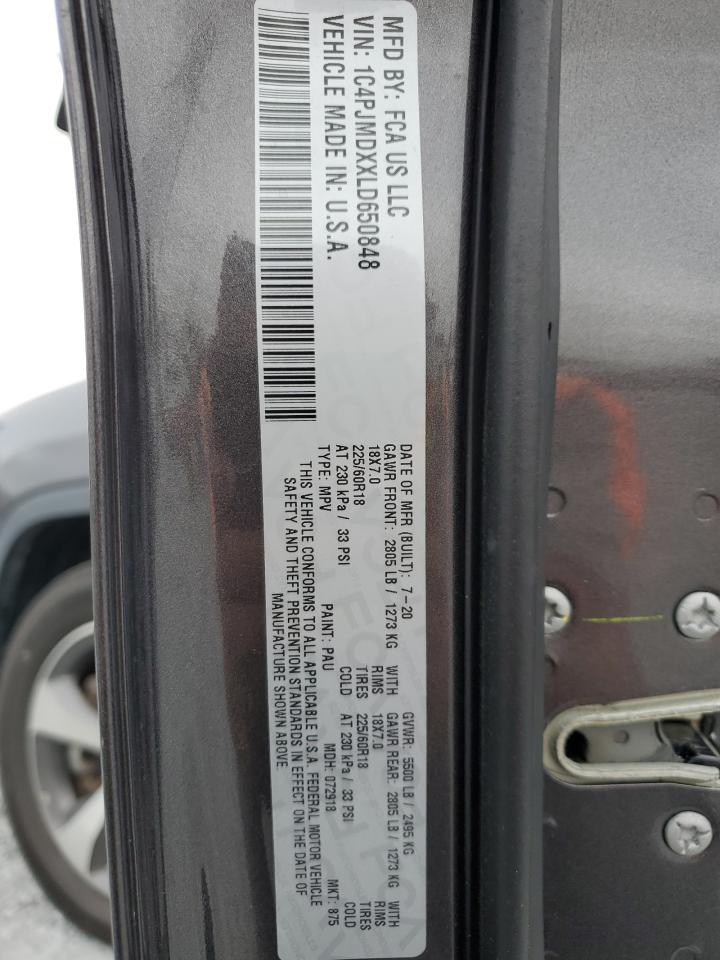 MFD BY: FCA US LLC
VIN: 1C4PJMDXXLD650848
VEHICLE MADE IN: U.S.A.
DATE OF MFR (BUILT): 7-20 GVWR: 5500 LB / 2495 KG
GAWR FRONT: 2805 LB / 1273 KG WITH GAWR REAR: 2805 LB / 1273 KG WITH
18X7.0 RIMS 18X7.0 RIMS
225/60R18 TIRES 225/60R18 TIRES
AT 230 kPa / 33 PSI COLD AT 230 kPa / 33 PSI COLD
TYPE: MPV PAINT: PAU MDH: 072918 MKT: 875
THIS VEHICLE CONFORMS TO ALL APPLICABLE U.S.A. FEDERAL MOTOR VEHICLE
SAFETY AND THEFT PREVENTION STANDARDS IN EFFECT ON THE DATE OF
MANUFACTURE SHOWN ABOVE.